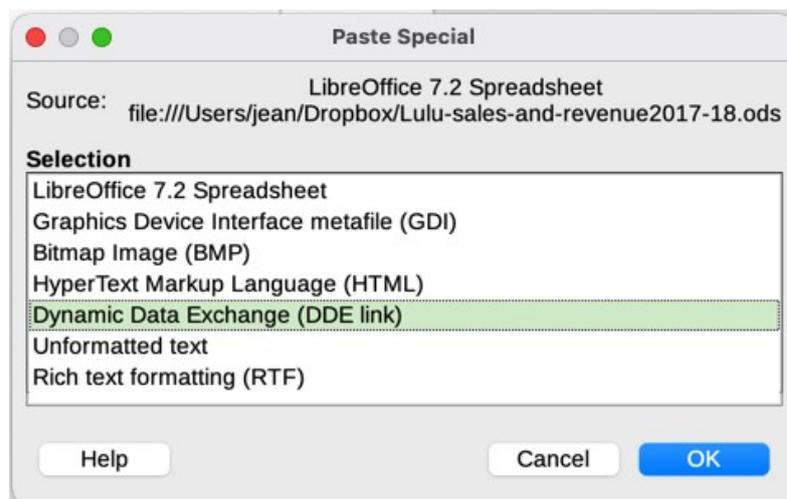 Paste Special
LibreOffice 7.2 Spreadsheet
Source: file:///Users/jean/Dropbox/Lulu-sales-and-revenue2017-18.ods
Selection
LibreOffice 7.2 Spreadsheet
Graphics Device Interface metafile (GDI)
Bitmap Image (BMP)
HyperText Markup Language (HTML)
Dynamic Data Exchange (DDE link)
Unformatted text
Rich text formatting (RTF)
Help Cancel OK